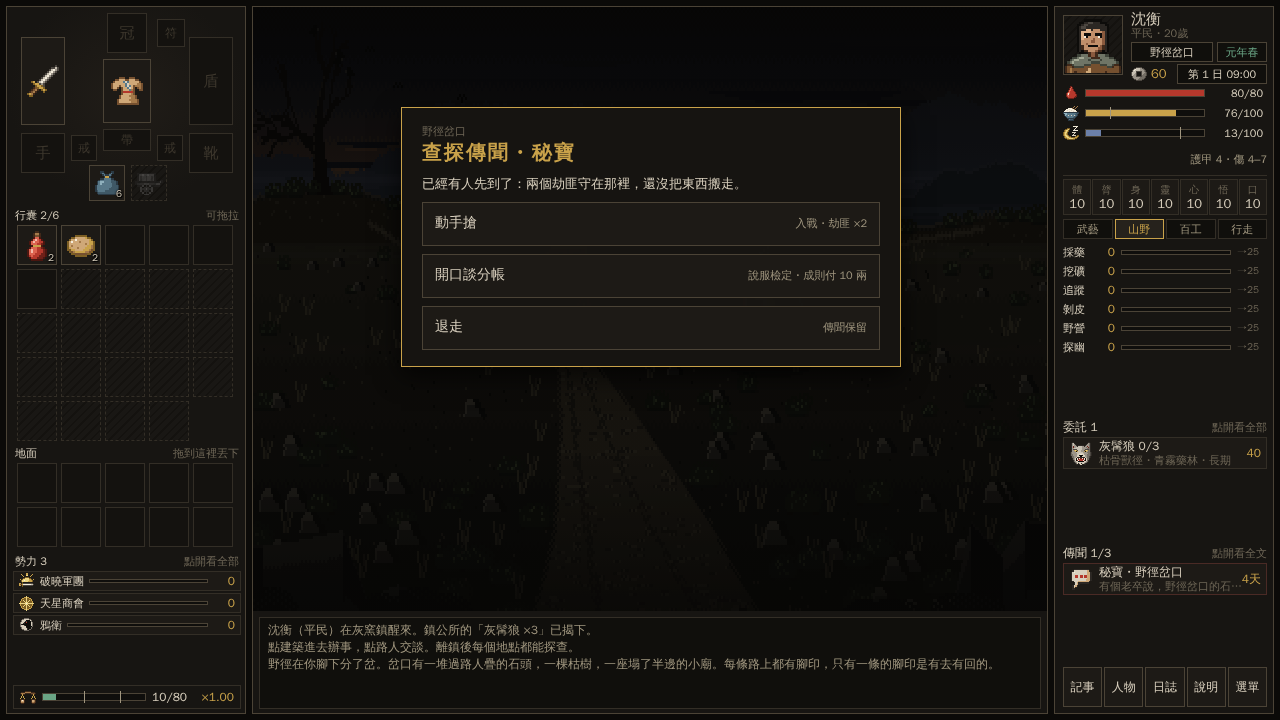 冠
符
盾
手
戒
帶
戒
靴
6
行囊 2/6
可拖拉
2
2
地面
拖到這裡丟下
勢力 3
點開看全部
破曉軍團
0
天星商會
0
鴉衛
0
10/80
×1.00
野徑岔口
查探傳聞・秘寶
已經有人先到了：兩個劫匪守在那裡，還沒把東西搬走。
動手搶
入戰・劫匪 ×2
開口談分帳
說服檢定・成則付 10 兩
退走
傳聞保留
沈衡（平民）在灰窯鎮醒來。鎮公所的「灰髯狼 ×3」已揭下。
點建築進去辦事，點路人交談。離鎮後每個地點都能探查。
野徑在你腳下分了岔。岔口有一堆過路人疊的石頭，一棵枯樹，一座塌了半邊的小廟。每條路上都有腳印，只有一條的腳印是有去有回的。
沈衡
平民・20歲
野徑岔口
元年春
60
第 1 日 09:00
80/80
76/100
13/100
護甲 4・傷 4–7
體
臂
身
靈
心
悟
口
10
10
10
10
10
10
10
武藝
山野
百工
行走
採藥
0
→25
挖礦
0
→25
追蹤
0
→25
剝皮
0
→25
野營
0
→25
探幽
0
→25
委託 1
點開看全部
灰髯狼 0/3
枯骨獸徑・青霧藥林・長期
40
傳聞 1/3
點開看全文
秘寶・野徑岔口
有個老卒說，野徑岔口的石…
4天
記事
人物
日誌
說明
選單